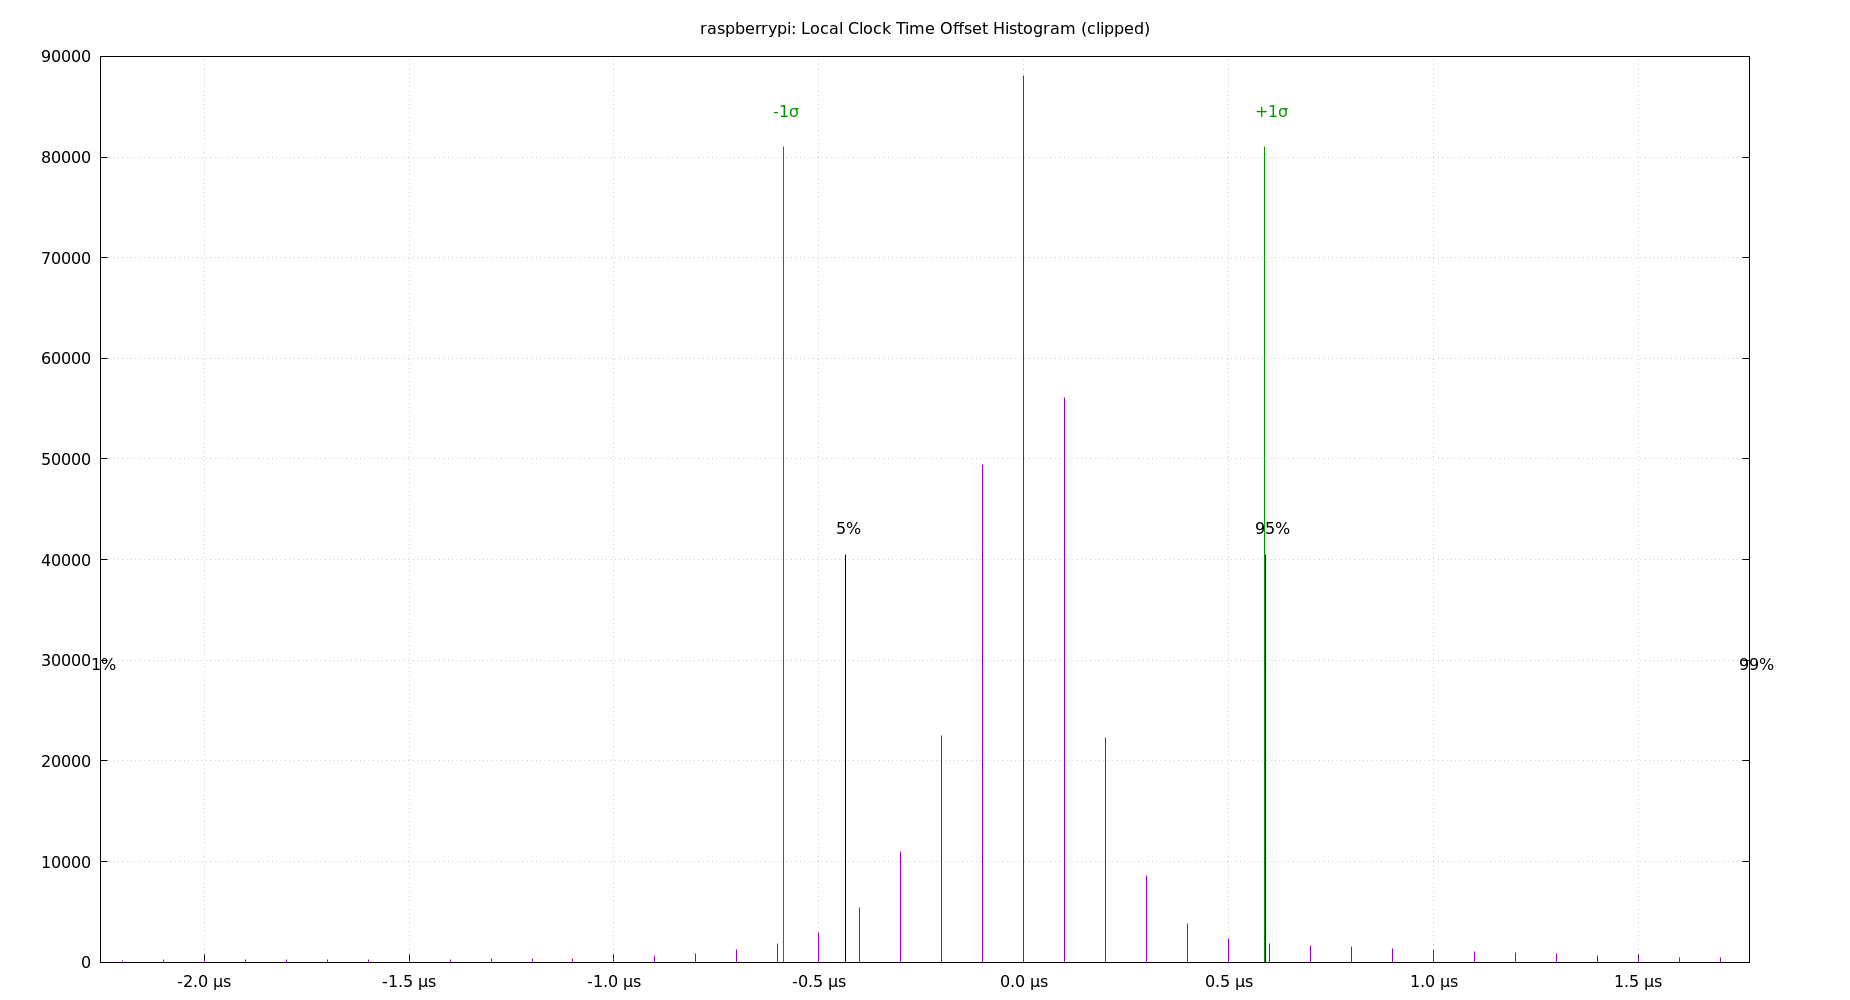 raspberrypi: Local Clock Time Offset Histogram (clipped)
90000
-1σ
+1σ
80000
70000
60000
50000
5%
95%
40000
30000
1%
99%
20000
10000
0
-2.0 µs
-1.5 µs
-1.0 µs
-0.5 µs
0.0 µs
0.5 µs
1.0 µs
1.5 µs